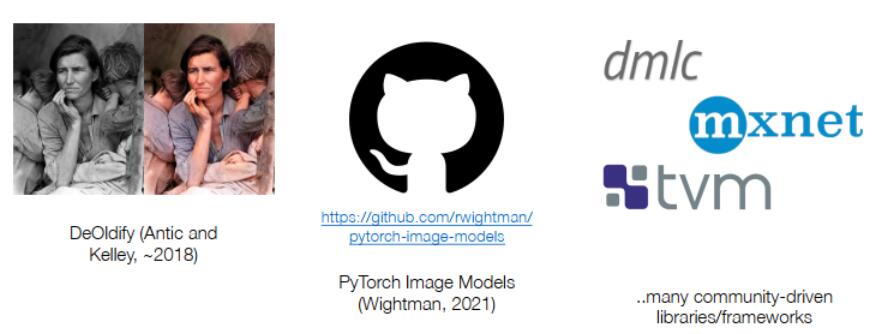 DeOldify (Antic and
Kelley, ~2018)
https://github.com/rwightman/
pytorch-image-models
PyTorch Image Models
(Wightman, 2021)
dmlc
mxnet
tvm
..many community-driven
libraries/frameworks